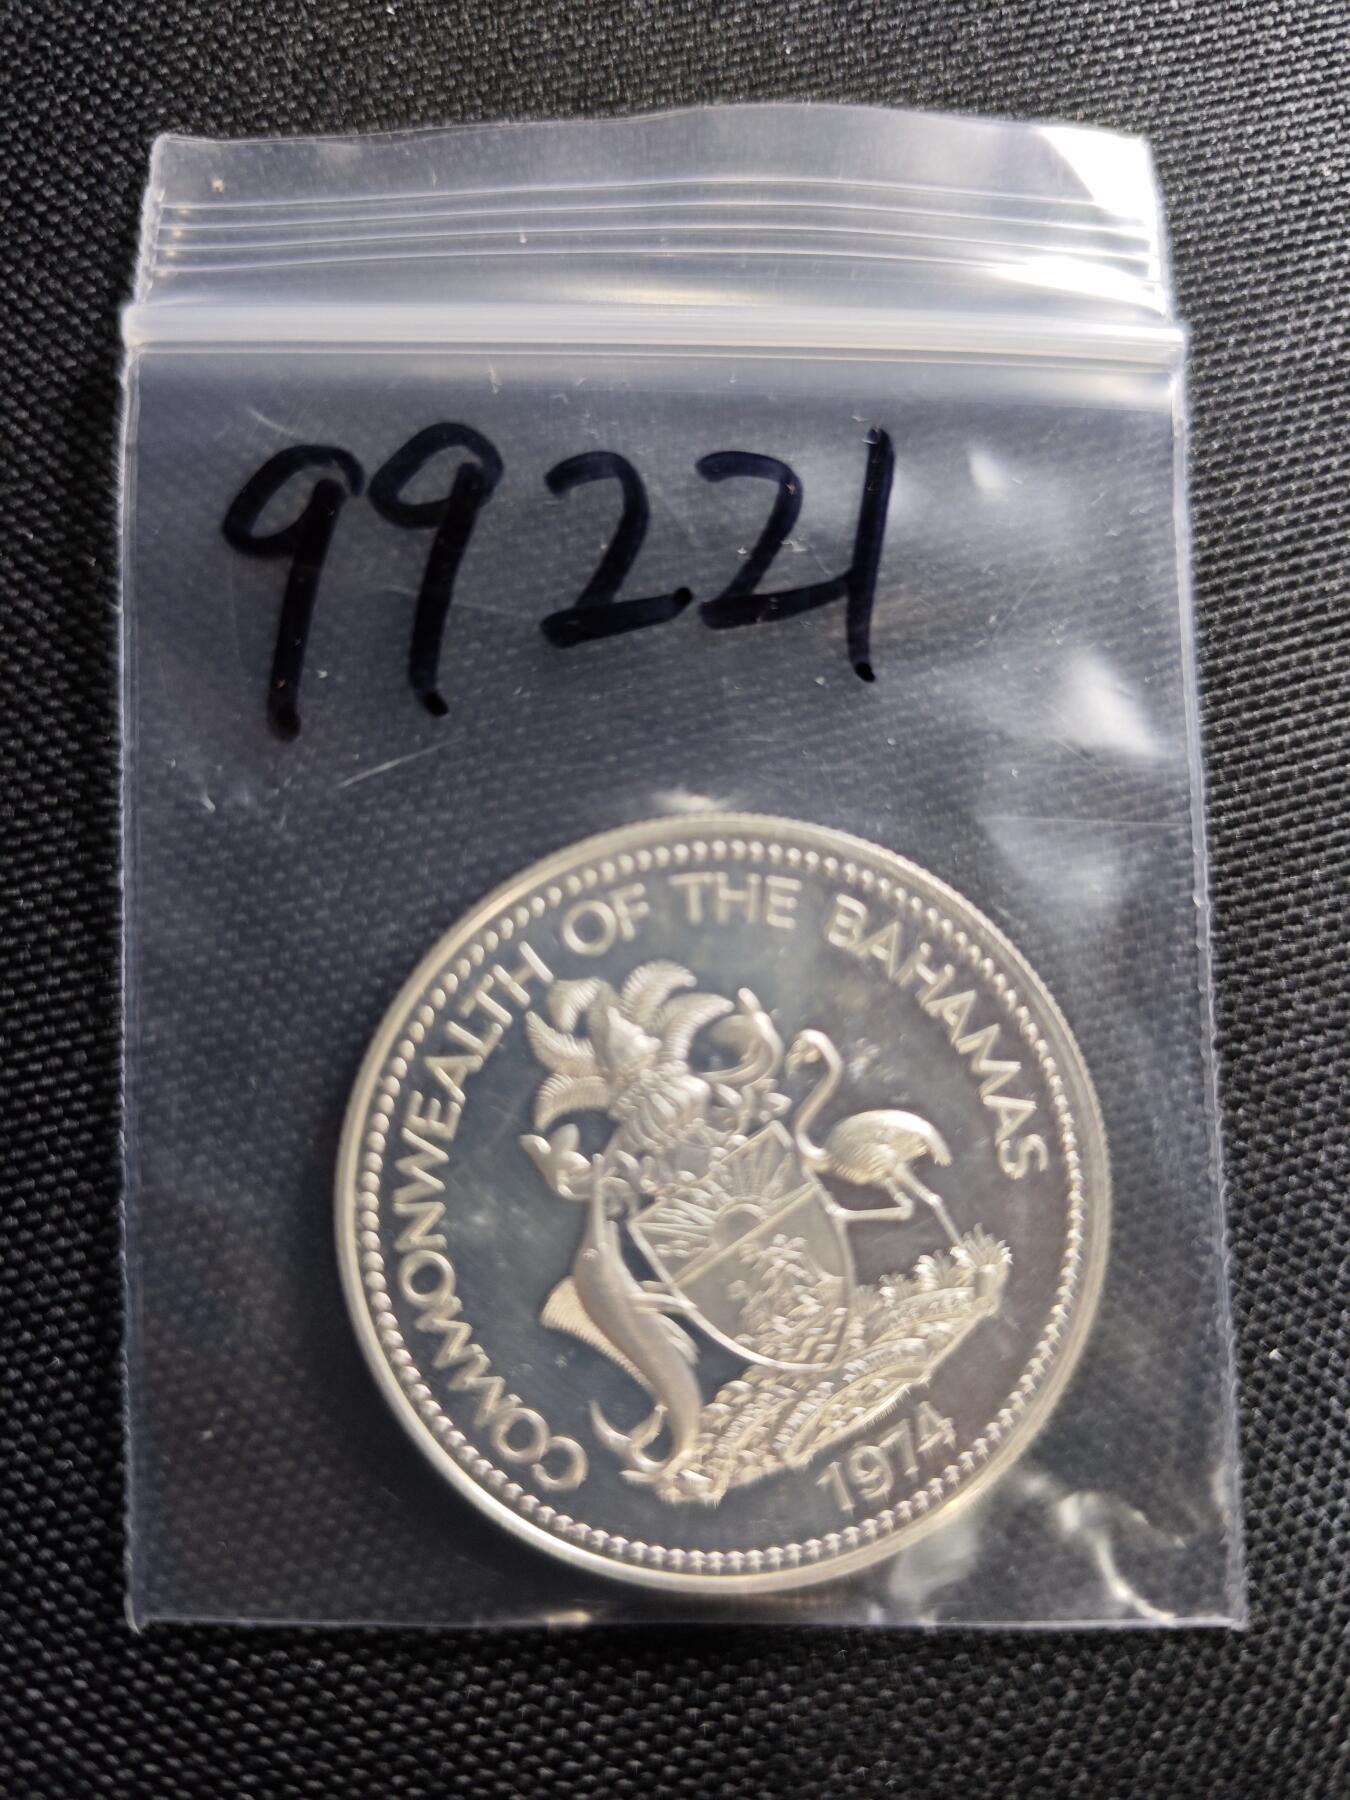 99221
COMMONWEALTH OF THE BAHAMAS
1974